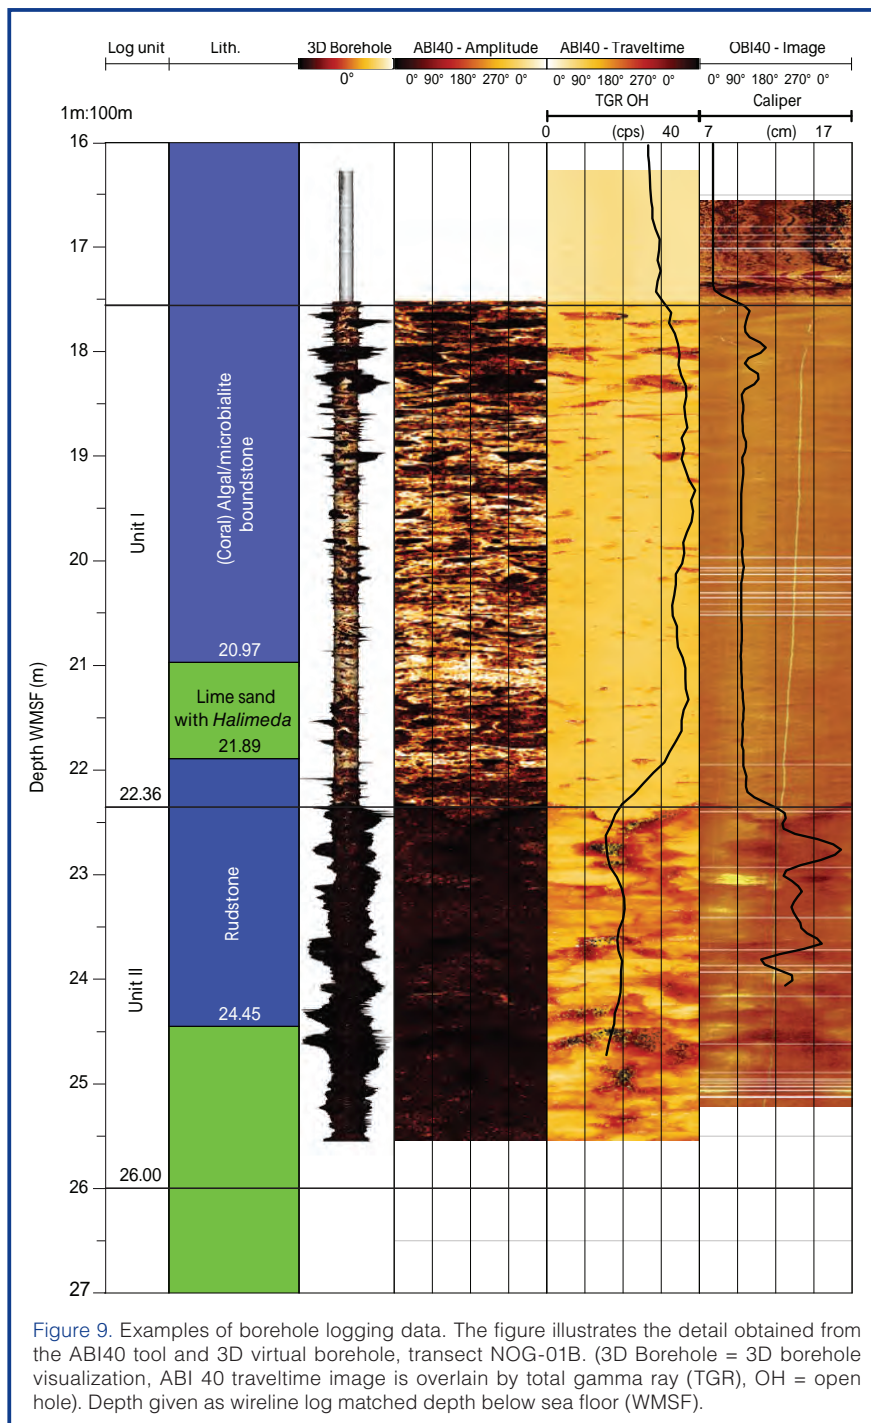 Log unit Lith. 3D Borehole ABI40 - Amplitude ABI40 - Traveltime OBI40 - Image
0° 0° 90° 180° 270° 0° 0° 90° 180° 270° 0° 0° 90° 180° 270° 0°
1m:100m TGR OH Caliper
0 (cps) 40 7 (cm) 17
16
17
18
19
20
21
22
23
24
25
26
27
Depth WMSF (m)
Unit I
22.36
Unit II
26.00
(Coral) Algal/microbialite
boundstone
20.97
Lime sand
with Halimeda
21.89
Rudstone
24.45
Figure 9. Examples of borehole logging data. The figure illustrates the detail obtained from
the ABI40 tool and 3D virtual borehole, transect NOG-01B. (3D Borehole = 3D borehole
visualization, ABI 40 traveltime image is overlain by total gamma ray (TGR), OH = open
hole). Depth given as wireline log matched depth below sea floor (WMSF).